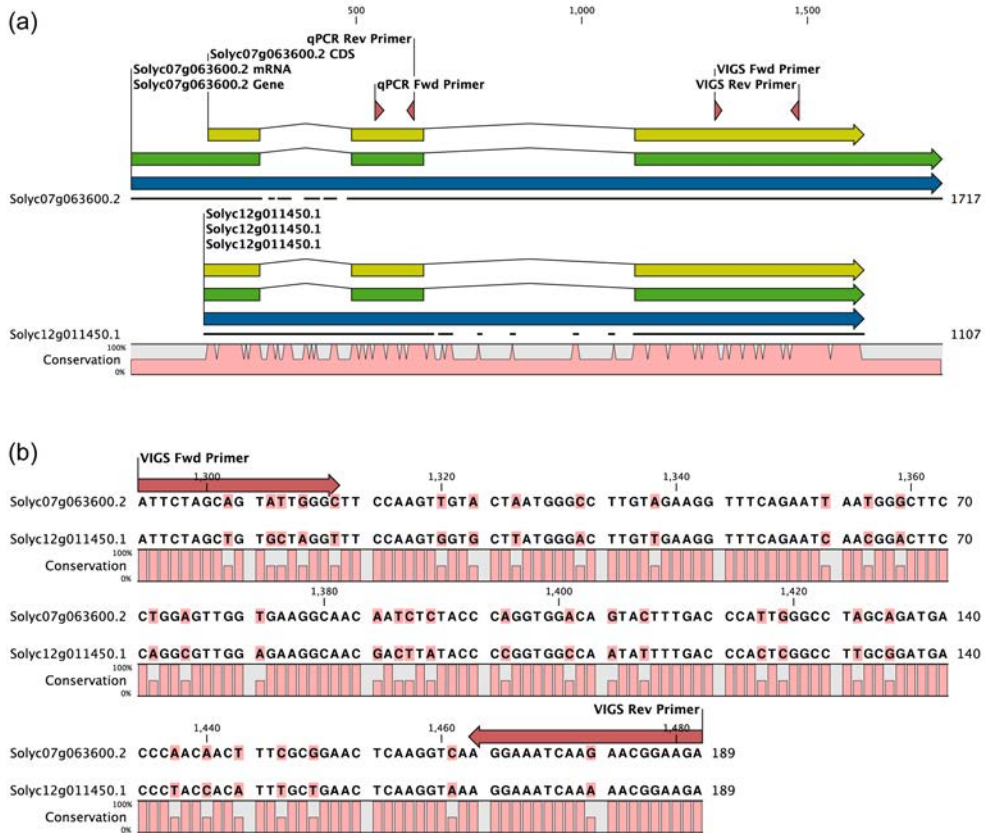 (a)
500 1,000 1,500
qPCR Rev Primer
Solyc07g063600.2 CDS
Solyc07g063600.2 mRNA
Solyc07g063600.2 Gene
qPCR Fwd Primer
VIGS Fwd Primer
VIGS Rev Primer
Solyc07g063600.2 1717
Solyc12g011450.1
Solyc12g011450.1
Solyc12g011450.1
Solyc12g011450.1 1107
100%
Conservation
0%
(b)
VIGS Fwd Primer
1,300 1,320 1,340 1,360
Solyc07g063600.2 ATTCTAGCAG TATTGGGCTT CCAAGTTGTA CTAATGGGCC TTGTAGAAGG TTTCAGAATT TAATGGGCTTC 70
Solyc12g011450.1 ATTCTAGCTG TGCTAGGTTT CCAAGTGGTG CTTATGGGAC TTGTTGAAGG TTTCAGAATC AACGGACTTC 70
100%
Conservation
0%
1,380 1,400 1,420
Solyc07g063600.2 CTGGAGTTGG TGAAGGCAAC AATCTCTACC CAGGTGGACA GTACTTTGAC CCATTGGGCC TAGCAGATGA 140
Solyc12g011450.1 CAGGCGTTGG AGAAGGCAAC GACTTATACC CCGGTGGCCA ATATTTTGAC CCACTCGGCC TTGCGGATGA 140
100%
Conservation
0%
VIGS Rev Primer
1,440 1,460 1,480
Solyc07g063600.2 CCCAACAACT TTCGCGGAAC TCAAGGTCAA GGAAATCAAG AACGGAAGA 189
Solyc12g011450.1 CCCTACCACA TTTGCTGAAC TCAAGGTAAA GGAAATCAAA AACGGAAGA 189
100%
Conservation
0%